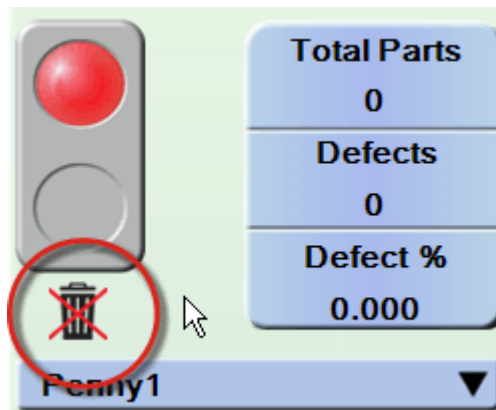 Total Parts
0
Defects
0
Defect %
0.000
Penny1